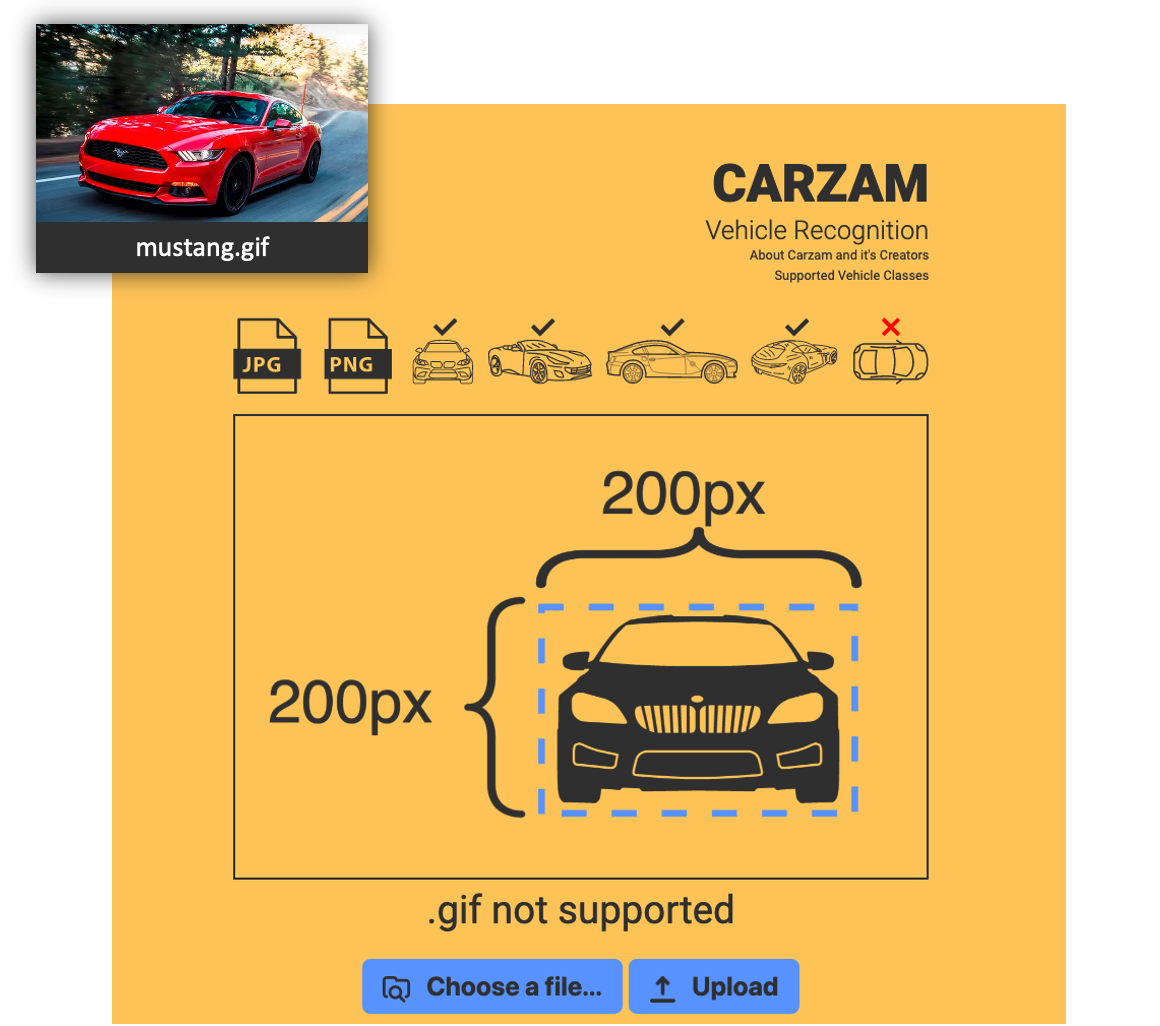 mustang.gif
CARZAM
Vehicle Recognition
About Carzam and it's Creators
Supported Vehicle Classes
JPG
PNG
200px
200px
.gif not supported
Choose a file...
Upload